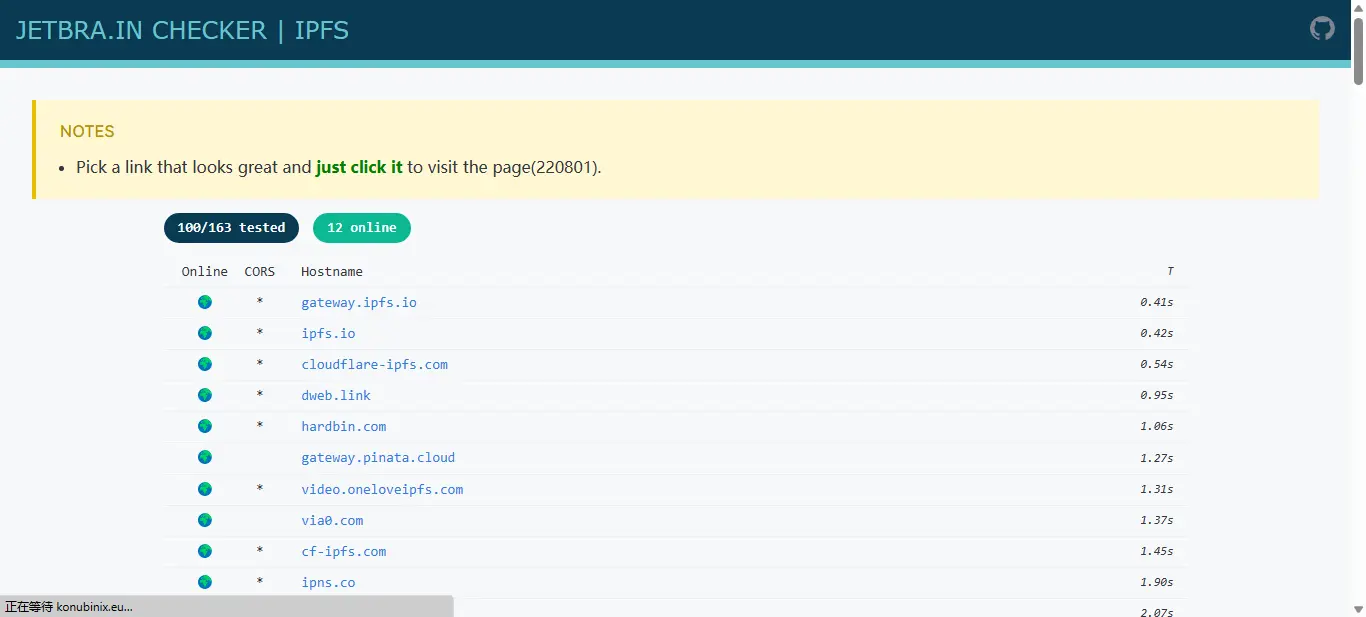 JETBRA.IN CHECKER | IPFS
NOTES
• Pick a link that looks great and just click it to visit the page(220801).
100/163 tested 12 online
Online CORS Hostname T
* gateway.ipfs.io 0.41s
* ipfs.io 0.42s
* cloudflare-ipfs.com 0.54s
* dweb.link 0.95s
* hardbin.com 1.06s
gateway.pinata.cloud 1.27s
* video.oneloveipfs.com 1.31s
via0.com 1.37s
* cf-ipfs.com 1.45s
* ipns.co 1.90s
正在等待 konubinix.eu...
2.07s